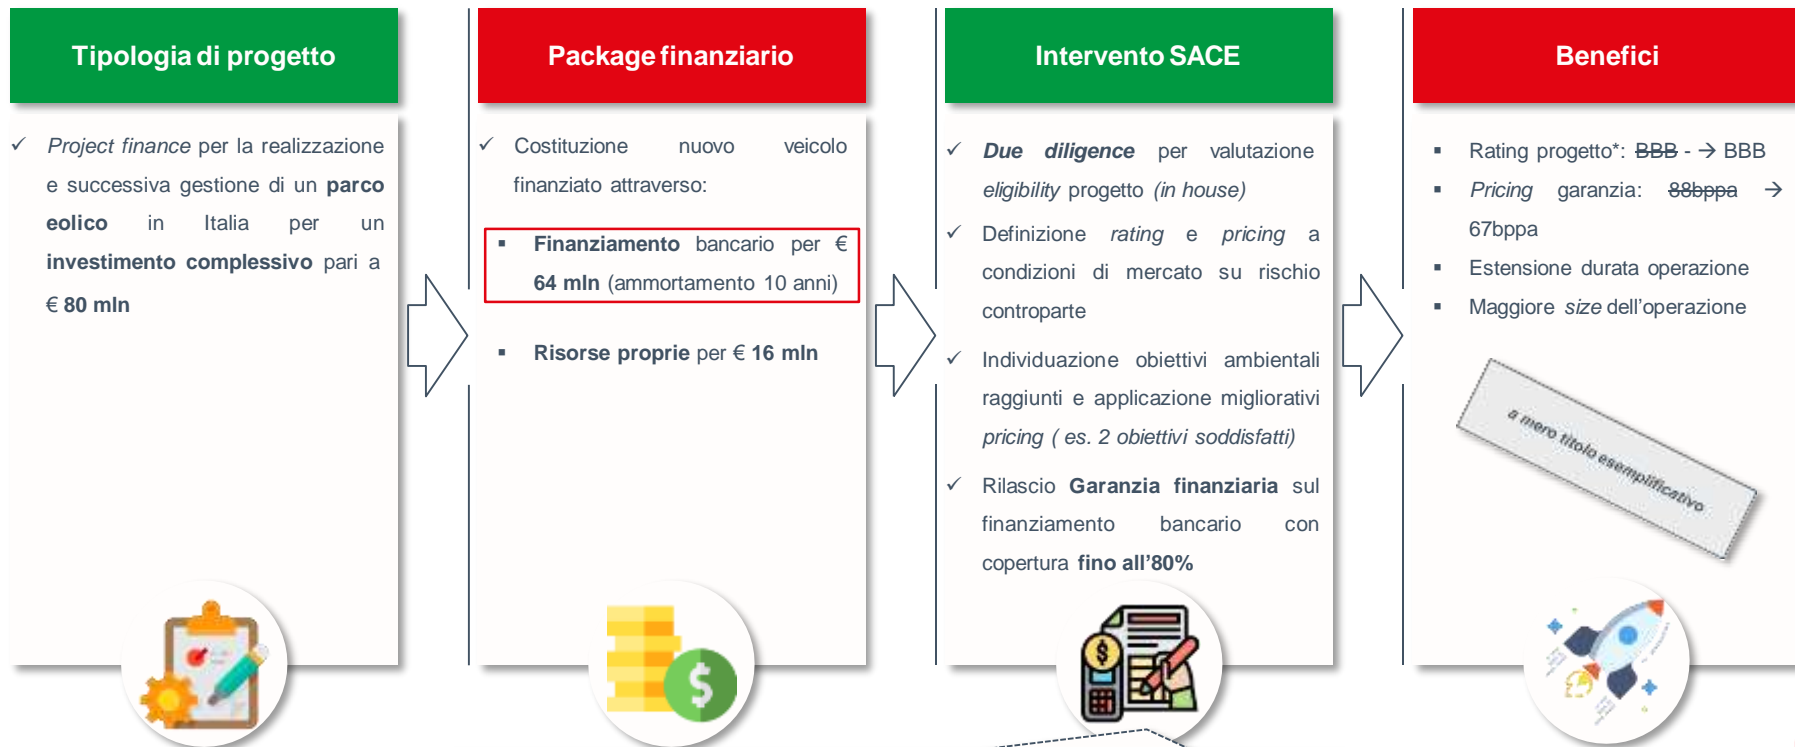 Tipologia di progetto
✓ Project finance per la realizzazione
e successiva gestione di un parco
eolico in Italia per un
investimento complessivo pari a
€ 80 mln
Package finanziario
✓ Costituzione nuovo veicolo
finanziato attraverso:
▪ Finanziamento bancario per €
64 mln (ammortamento 10 anni)
▪ Risorse proprie per € 16 mln
Intervento SACE
✓ Due diligence per valutazione
eligibility progetto (in house)
✓ Definizione rating e pricing a
condizioni di mercato su rischio
controparte
✓ Individuazione obiettivi ambientali
raggiunti e applicazione migliorativi
pricing ( es. 2 obiettivi soddisfatti)
✓ Rilascio Garanzia finanziaria sul
finanziamento bancario con
copertura fino all’80%
Benefici
▪ Rating progetto*: BBB - → BBB
▪ Pricing garanzia: 88bppa →
67bppa
▪ Estensione durata operazione
▪ Maggiore size dell’operazione
a mero titolo esemplificativo